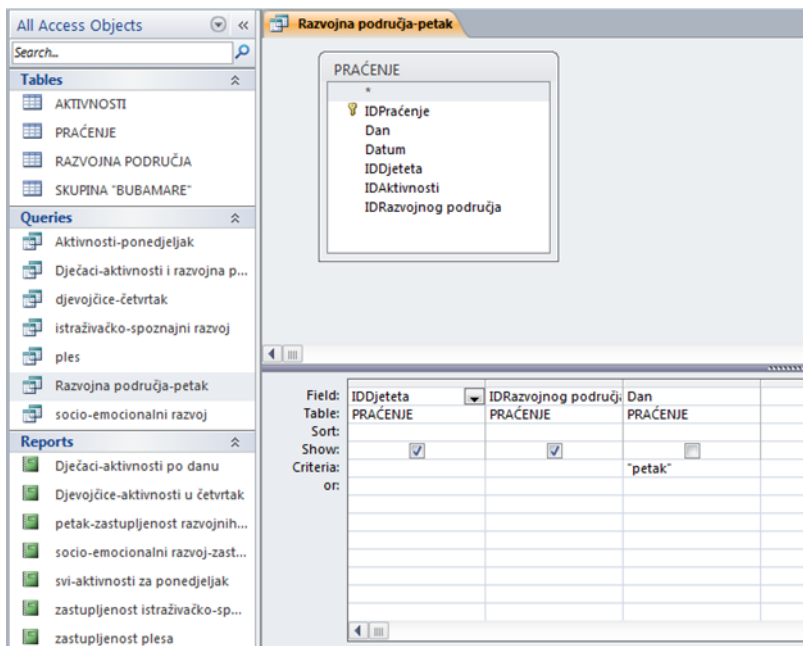 All Access Objects
Search...
Tables
AKTIVNOSTI
PRAĆENJE
RAZVOJNA PODRUČJA
SKUPINA "BUBAMARE"
Queries
Aktivnosti-ponedjeljak
Dječaci-aktivnosti i razvojna p...
djevojčice-četvrtak
istraživačko-spoznajni razvoj
ples
Razvojna područja-petak
socio-emocionalni razvoj
Reports
Dječaci-aktivnosti po danu
Djevojčice-aktivnosti u četvrtak
petak-zastupljenost razvojnih...
socio-emocionalni razvoj-zast...
svi-aktivnosti za ponedjeljak
zastupljenost istraživačko-sp...
zastupljenost plesa
Razvojna područja-petak
PRAĆENJE
*
IDPraćenje
Dan
Datum
IDDjeteta
IDAktivnosti
IDRazvojnog područja
Field: IDDjeteta IDRazvojnog područj Dan
Table: PRAĆENJE PRAĆENJE PRAĆENJE
Sort:
Show:
Criteria: "petak"
or: